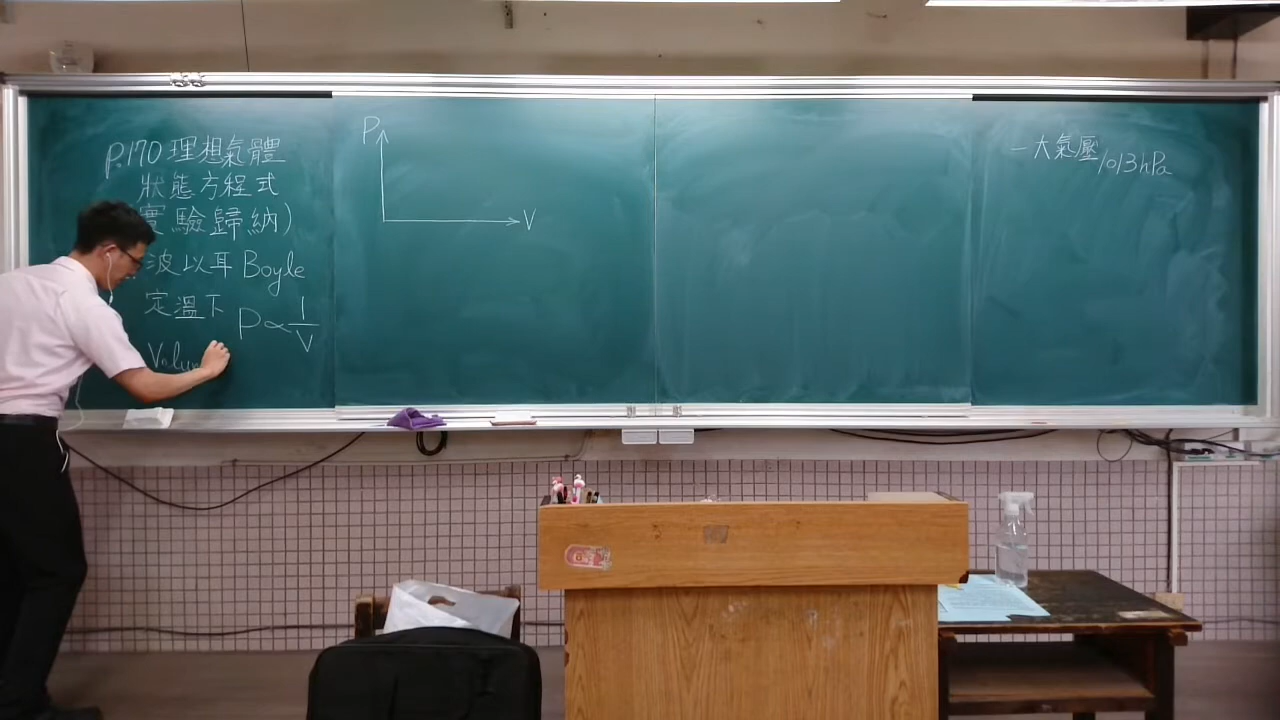 P.170 理想氣體
狀態方程式
實驗歸納)
波以耳 Boyle
定溫下 P∝1/V
Volum
P
V
一大氣壓 1013hPa